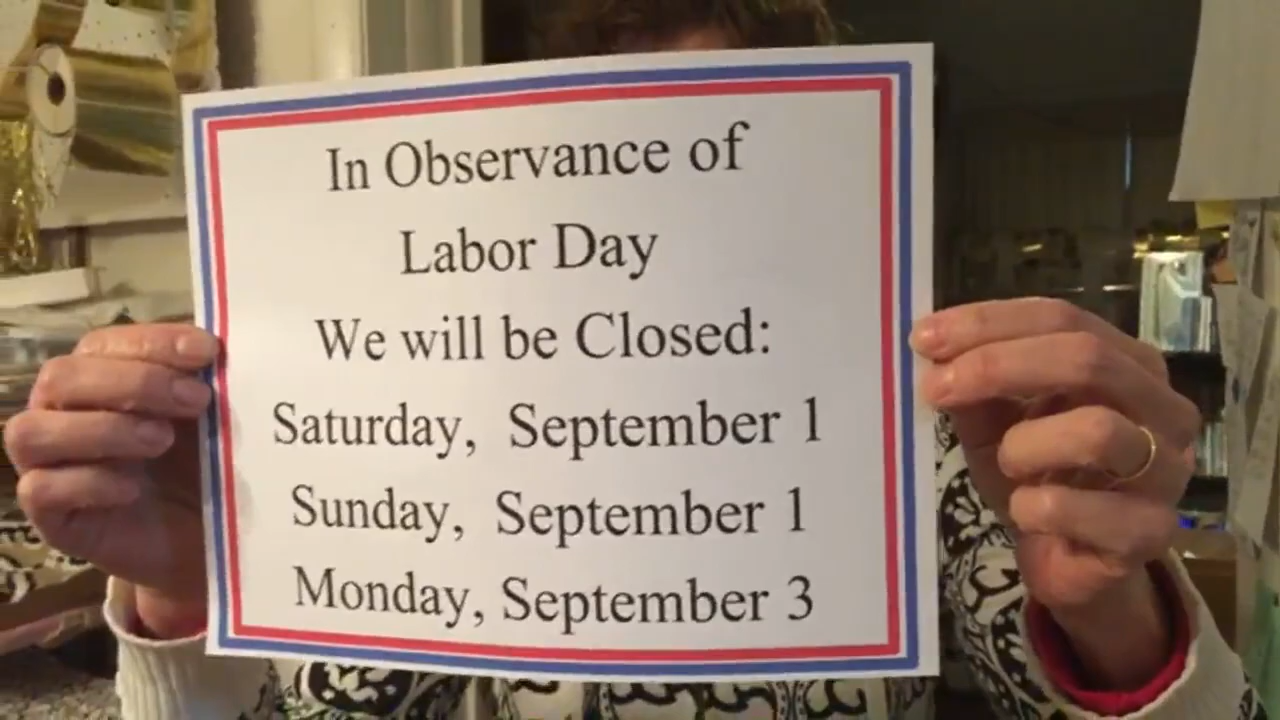 In Observance of
Labor Day
We will be Closed:
Saturday, September 1
Sunday, September 1
Monday, September 3